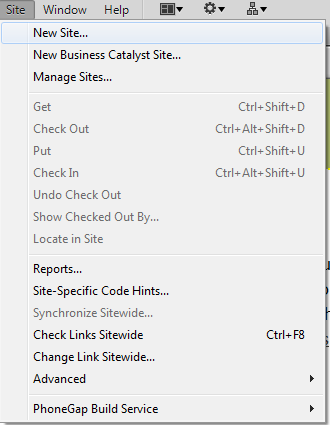 Site Window Help
New Site...
New Business Catalyst Site...
Manage Sites...
Get Ctrl+Shift+D
Check Out Ctrl+Alt+Shift+D
Put Ctrl+Shift+U
Check In Ctrl+Alt+Shift+U
Undo Check Out
Show Checked Out By...
Locate in Site
Reports...
Site-Specific Code Hints...
Synchronize Sitewide...
Check Links Sitewide Ctrl+F8
Change Link Sitewide...
Advanced
PhoneGap Build Service